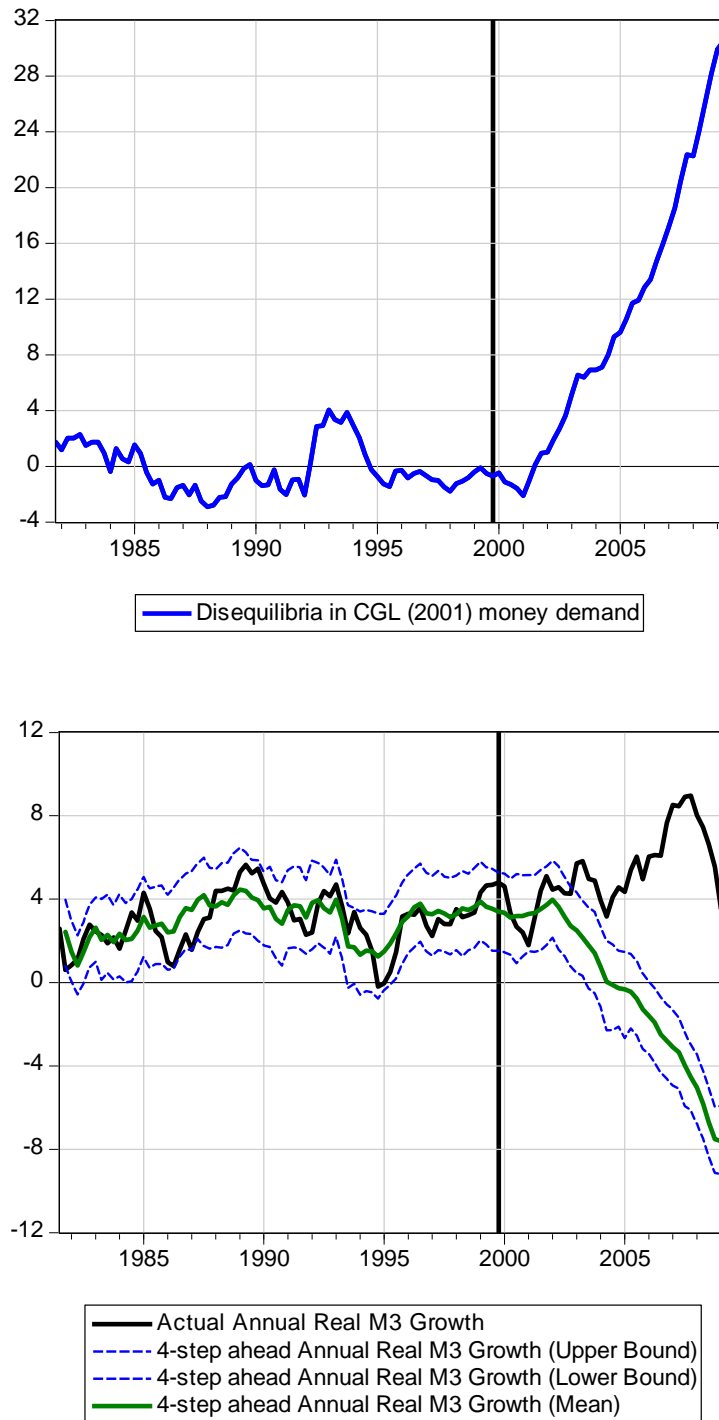 32
28
24
20
16
12
8
4
0
-4
1985 1990 1995 2000 2005
Disequilibria in CGL (2001) money demand
12
8
4
0
-4
-8
-12
1985 1990 1995 2000 2005
Actual Annual Real M3 Growth
4-step ahead Annual Real M3 Growth (Upper Bound)
4-step ahead Annual Real M3 Growth (Lower Bound)
4-step ahead Annual Real M3 Growth (Mean)